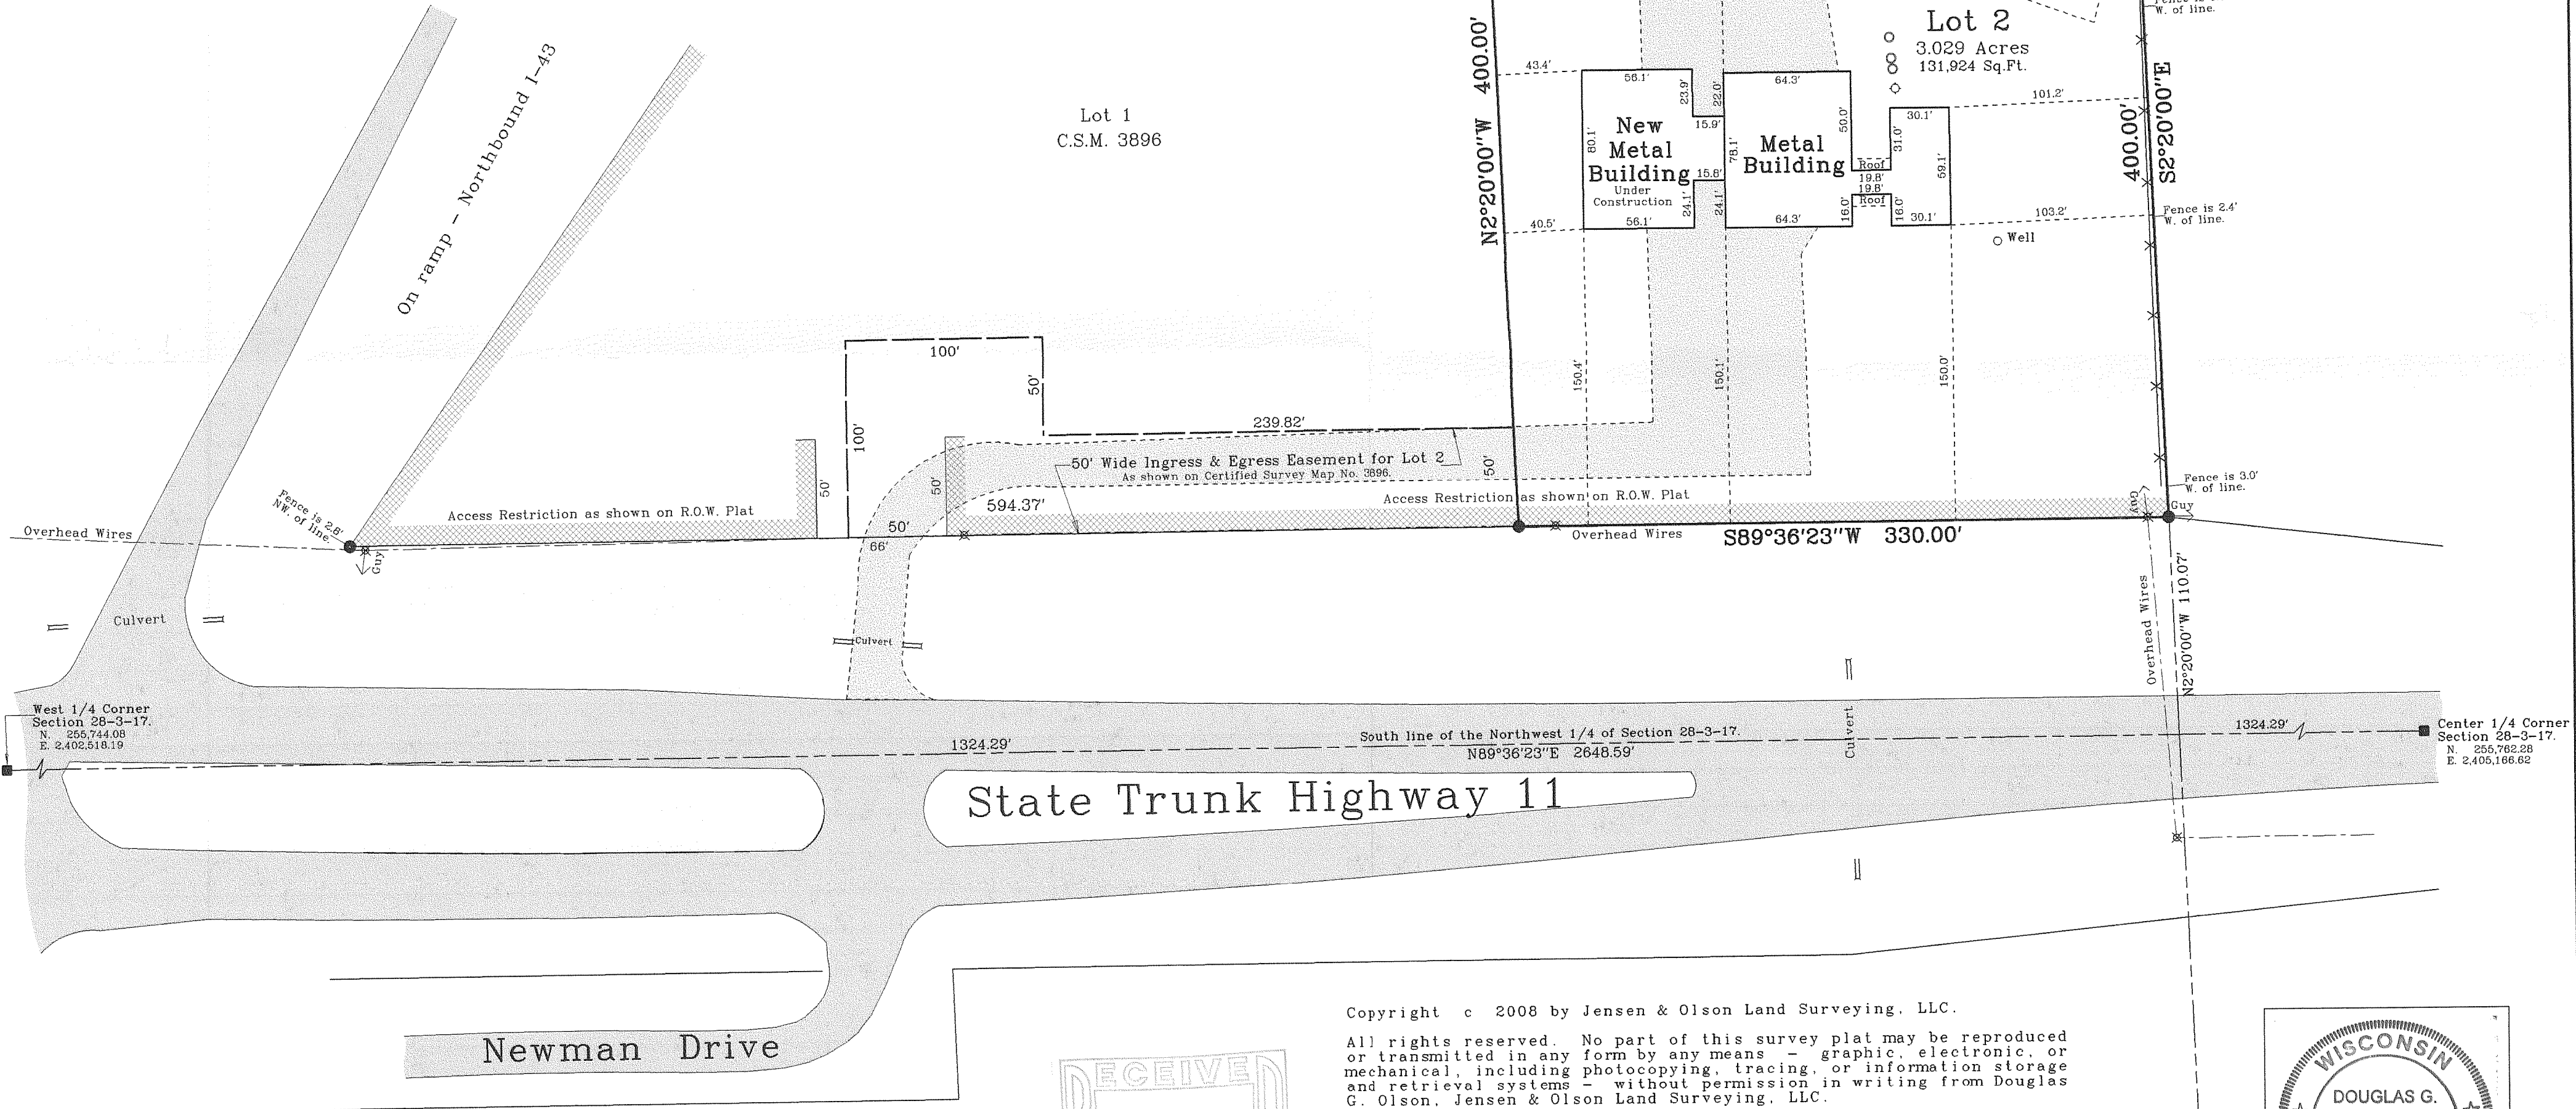 On ramp - Northbound I-43
Lot 1
C.S.M. 3896
N2°20'00"W 400.00'
Lot 2
3.029 Acres
131,924 Sq.Ft.
W. of line.
400.00'
S2°20'00"E
43.4'
56.1'
23.9'
22.0'
64.3'
50.0'
30.1'
31.0'
101.2'
80.1'
New
Metal
Building
Under
Construction
15.9'
15.8'
78.1'
Metal
Building
Roof
19.8'
19.8'
Roof
59.1'
40.5'
56.1'
24.1'
24.1'
64.3'
16.0'
16.0'
30.1'
103.2'
Fence is 2.4'
W. of line.
Well
150.4'
150.1'
150.0'
100'
50'
100'
239.82'
50' Wide Ingress & Egress Easement for Lot 2
As shown on Certified Survey Map No. 3896.
50'
50'
50'
594.37'
Access Restriction as shown on R.O.W. Plat
Access Restriction as shown on R.O.W. Plat
Fence is 3.0'
W. of line.
Guy
Guy
Fence is 2.8'
NW. of line.
Overhead Wires
Guy
50'
66'
Overhead Wires
S89°36'23"W 330.00'
Overhead Wires
N2°20'00"W 110.07'
Culvert
Culvert
Culvert
West 1/4 Corner
Section 28-3-17.
N. 255,744.08
E. 2,402,518.19
1324.29'
South line of the Northwest 1/4 of Section 28-3-17.
N89°36'23"E 2648.59'
1324.29'
Center 1/4 Corner
Section 28-3-17.
N. 255,762.28
E. 2,405,166.62
State Trunk Highway 11
Newman Drive
Copyright c 2008 by Jensen & Olson Land Surveying, LLC.
All rights reserved. No part of this survey plat may be reproduced
or transmitted in any form by any means - graphic, electronic, or
mechanical, including photocopying, tracing, or information storage
and retrieval systems - without permission in writing from Douglas
G. Olson, Jensen & Olson Land Surveying, LLC.
RECEIVED
WISCONSIN
DOUGLAS G.